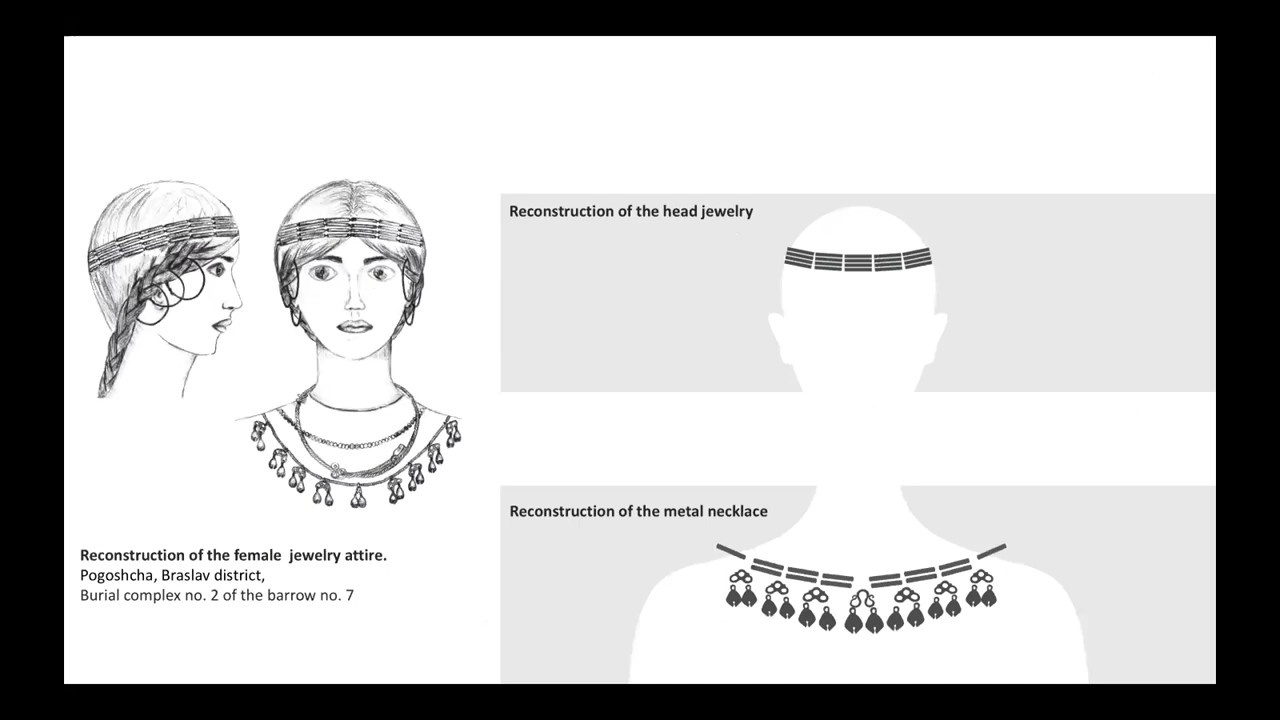 Reconstruction of the head jewelry
Reconstruction of the metal necklace
Reconstruction of the female  jewelry attire.
Pogoshcha, Braslav district,
Burial complex no. 2 of the barrow no. 7